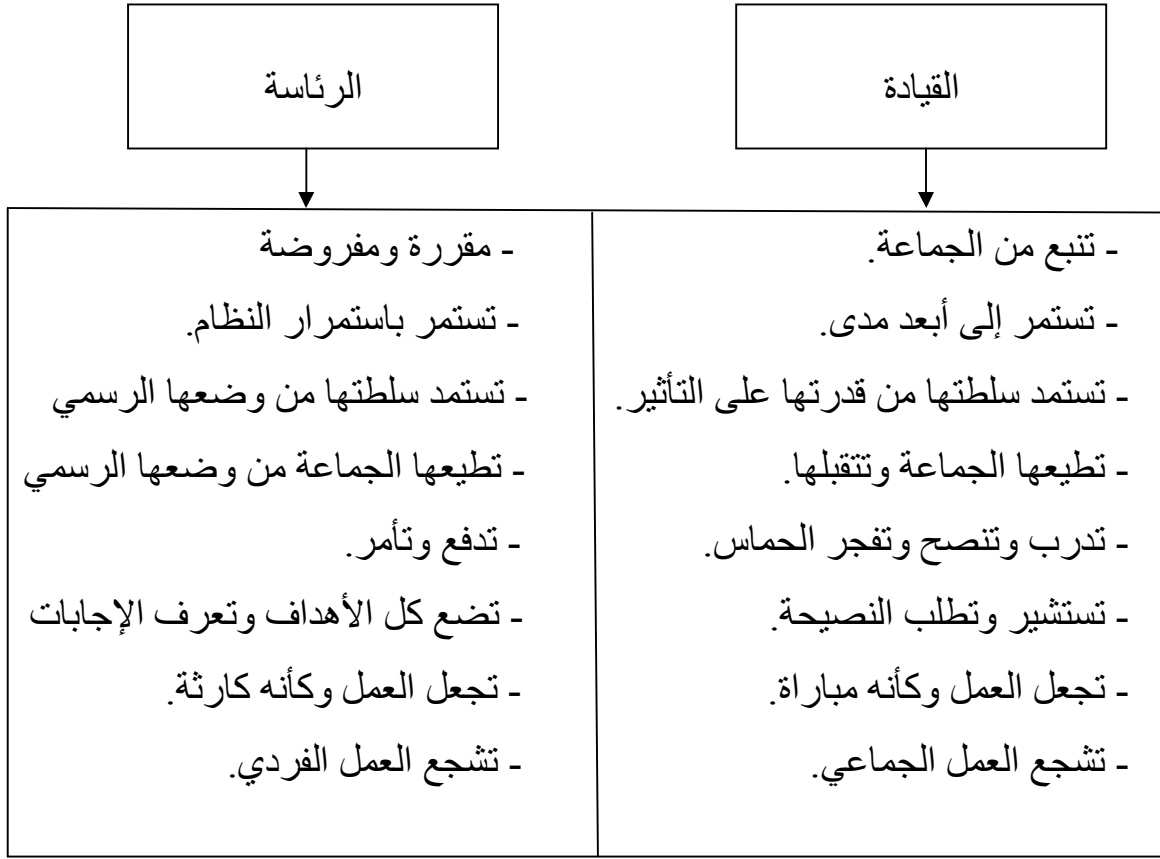 القيادة
الرئاسة
- تنبع من الجماعة.
- تستمر إلى أبعد مدى.
- تستمد سلطتها من قدرتها على التأثير.
- تطيعها الجماعة وتتقبلها.
- تدرب وتنصح وتفجر الحماس.
- تستشير وتطلب النصيحة.
- تجعل العمل وكأنه مباراة.
- تشجع العمل الجماعي.
- مقررة ومفروضة
- تستمر باستمرار النظام.
- تستمد سلطتها من وضعها الرسمي
- تطيعها الجماعة من وضعها الرسمي
- تدفع وتأمر.
- تضع كل الأهداف وتعرف الإجابات
- تجعل العمل وكأنه كارثة.
- تشجع العمل الفردي.